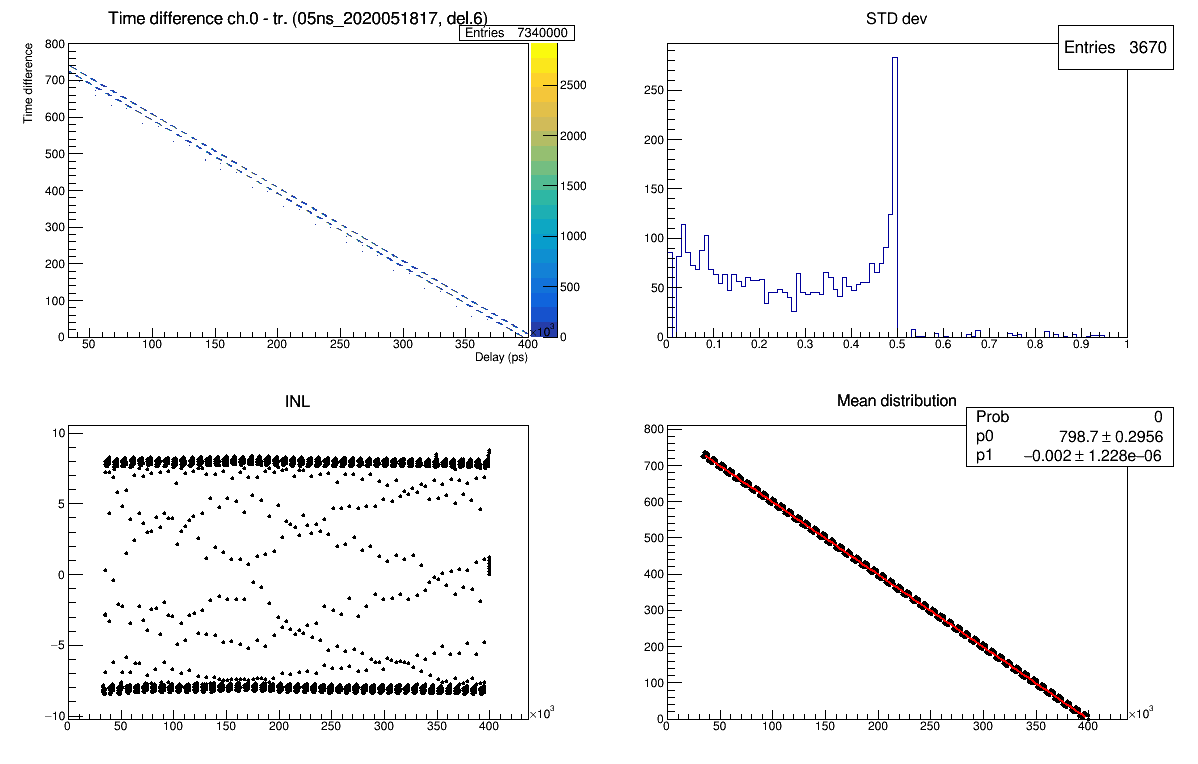 Time difference ch.0 - tr. (05ns_2020051817, del.6)
Entries 7340000
Time difference
800
700
600
500
400
300
200
100
0
50 100 150 200 250 300 350 400
×10³
Delay (ps)
2500
2000
1500
1000
500
0
STD dev
Entries 3670
250
200
150
100
50
0
0 0.1 0.2 0.3 0.4 0.5 0.6 0.7 0.8 0.9 1
INL
10
5
0
−5
−10
0 50 100 150 200 250 300 350 400
×10³
Mean distribution
Prob 0
p0 798.7 ± 0.2956
p1 −0.002 ± 1.228e−06
800
700
600
500
400
300
200
100
0
0 100 200 300 400
×10³